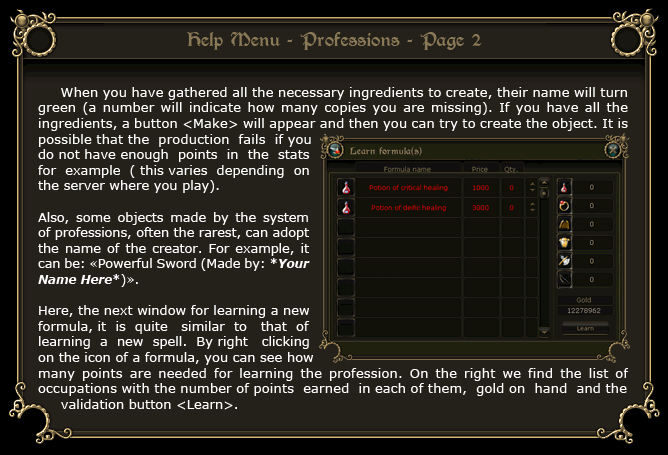 Help Menu - Professions - Page 2
When you have gathered all the necessary ingredients to create, their name will turn
green (a number will indicate how many copies you are missing). If you have all the
ingredients, a button <Make> will appear and then you can try to create the object. It is
possible that the production fails if you
do not have enough points in the stats
for example ( this varies depending on
the server where you play).
Also, some objects made by the system
of professions, often the rarest, can adopt
the name of the creator. For example, it
can be: «Powerful Sword (Made by: *Your
Name Here*)».
Here, the next window for learning a new
formula, it is quite similar to that of
learning a new spell. By right clicking
on the icon of a formula, you can see how
many points are needed for learning the profession. On the right we find the list of
occupations with the number of points earned in each of them, gold on hand and the
validation button <Learn>.
Learn formula(s)
Formula name Price Qty.
Potion of critical healing 1000 0
Potion of deific healing 3000 0
0
0
0
0
0
0
Gold
12278962
Learn